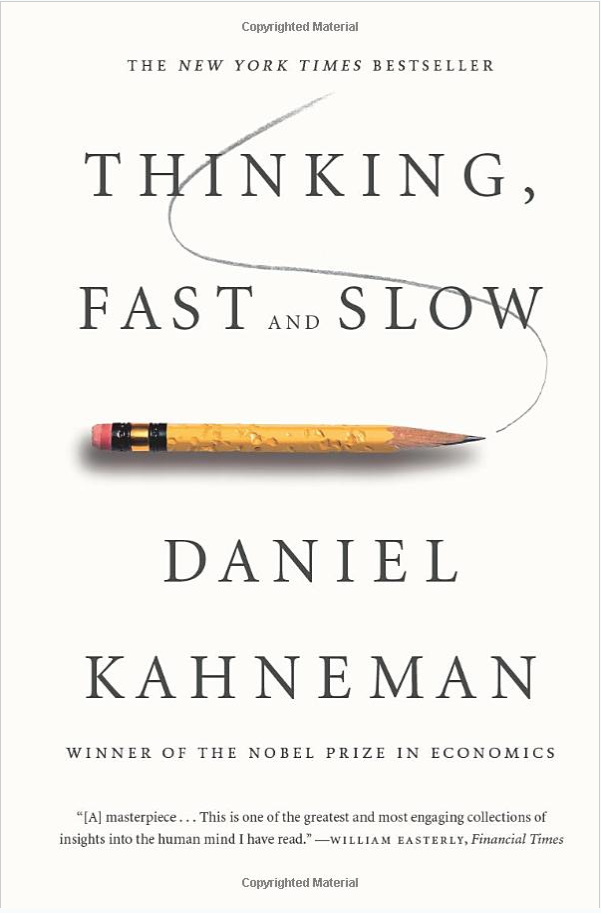 Copyrighted Material
THE NEW YORK TIMES BESTSELLER
THINKING,
FAST AND SLOW
DANIEL
KAHNEMAN
WINNER OF THE NOBEL PRIZE IN ECONOMICS
“[A] masterpiece . . . This is one of the greatest and most engaging collections of
insights into the human mind I have read.” —WILLIAM EASTERLY, Financial Times
Copyrighted Material